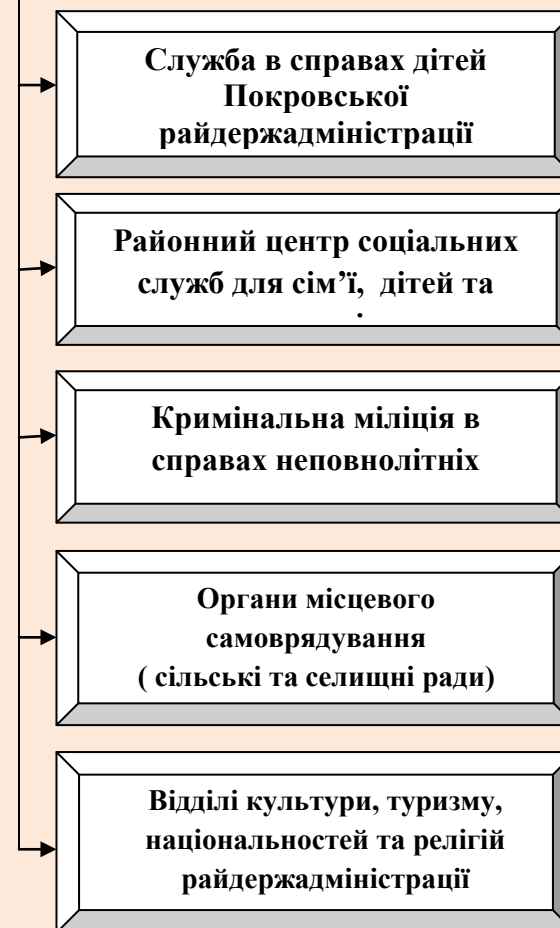 Служба в справах дітей
Покровської
райдержадміністрації
Районний центр соціальних
служб для сім’ї, дітей та
Кримінальна міліція в
справах неповнолітніх
Органи місцевого
самоврядування
( сільські та селищні ради)
Відділі культури, туризму,
національностей та релігій
райдержадміністрації